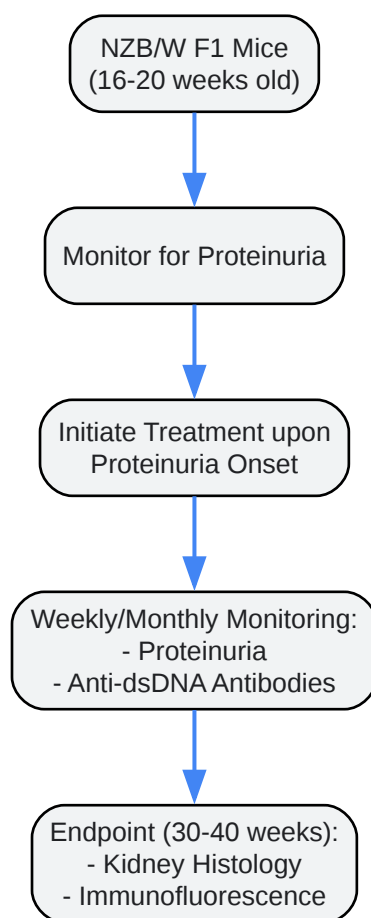 NZB/W F1 Mice
(16-20 weeks old)
Monitor for Proteinuria
Initiate Treatment upon
Proteinuria Onset
Weekly/Monthly Monitoring:
- Proteinuria
- Anti-dsDNA Antibodies
Endpoint (30-40 weeks):
- Kidney Histology
- Immunofluorescence